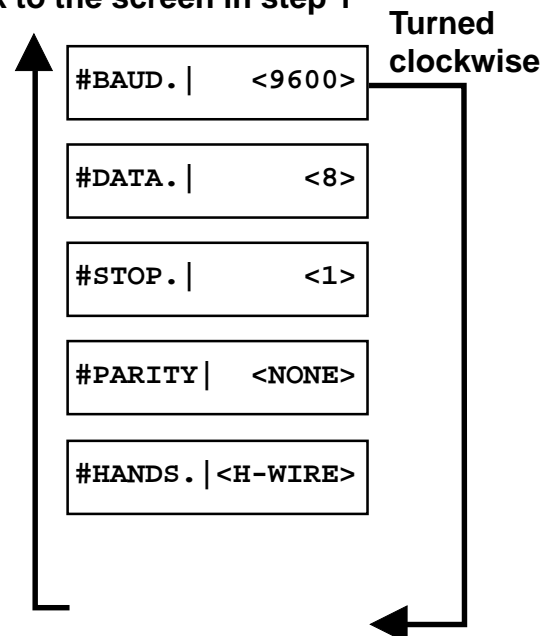 to the screen in step 1
Turned
clockwise
#BAUD.| <9600>
#DATA.| <8>
#STOP.| <1>
#PARITY| <NONE>
#HANDS.|<H-WIRE>